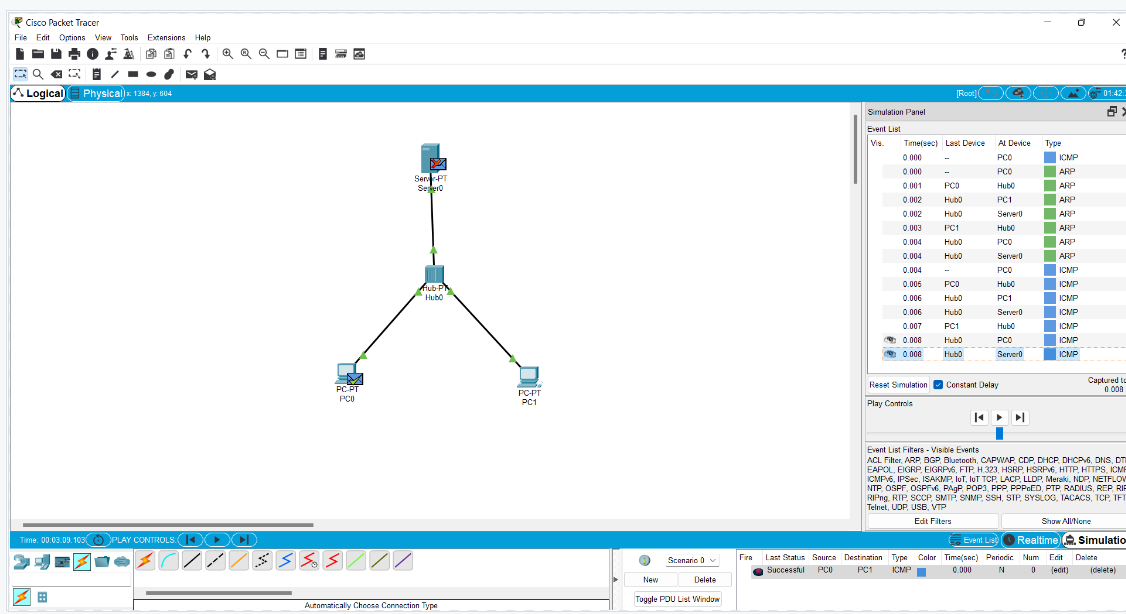 Cisco Packet Tracer
File Edit Options View Tools Extensions Help
Logical Physical x: 1384, y: 604 [Root] 01:42:
Simulation Panel
Event List
Vis. Time(sec) Last Device At Device Type
0.000 -- PC0 ICMP
0.000 -- PC0 ARP
0.001 PC0 Hub0 ARP
0.002 Hub0 PC1 ARP
0.002 Hub0 Server0 ARP
0.003 PC1 Hub0 ARP
0.004 Hub0 PC0 ARP
0.004 Hub0 Server0 ARP
0.004 -- PC0 ICMP
0.005 PC0 Hub0 ICMP
0.006 Hub0 PC1 ICMP
0.006 Hub0 Server0 ICMP
0.007 PC1 Hub0 ICMP
0.008 Hub0 PC0 ICMP
0.008 Hub0 Server0 ICMP
Server-PT
Server0
Hub-PT
Hub0
PC-PT
PC0
PC-PT
PC1
Reset Simulation Constant Delay Captured to
0.008
Play Controls
Event List Filters - Visible Events
ACL Filter, ARP, BGP, Bluetooth, CAPWAP, CDP, DHCP, DHCPv6, DNS, DT
EAPOL, EIGRP, EIGRPv6, FTP, H.323, HSRP, HSRPv6, HTTP, HTTPS, ICM
ICMPv6, IPSec, ISAKMP, IoT, IoT TCP, LACP, LLDP, Meraki, NDP, NETFLOW
NTP, OSPF, OSPFv6, PAgP, POP3, PPP, PPPoED, PTP, RADIUS, REP, RIP
RIPng, RTP, SCCP, SMTP, SNMP, SSH, STP, SYSLOG, TACACS, TCP, TFT
Telnet, UDP, USB, VTP
Edit Filters Show All/None
Time: 00:03:09.103 PLAY CONTROLS: Event List Realtime Simulatio
Scenario 0
New Delete
Toggle PDU List Window
Fire Last Status Source Destination Type Color Time(sec) Periodic Num Edit Delete
Successful PC0 PC1 ICMP 0.000 N 0 (edit) (delete)
Automatically Choose Connection Type